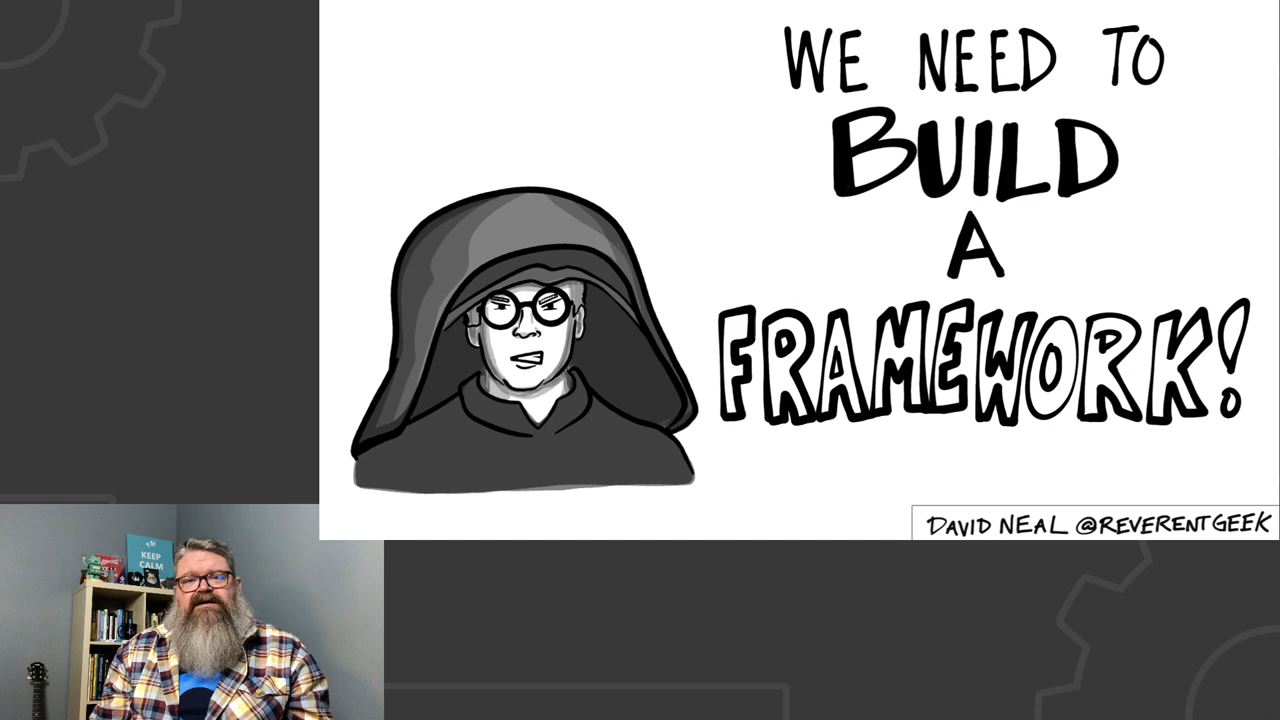 WE NEED TO
BUILD
A
FRAMEWORK!
DAVID NEAL @REVERENTGEEK
KEEP
CALM